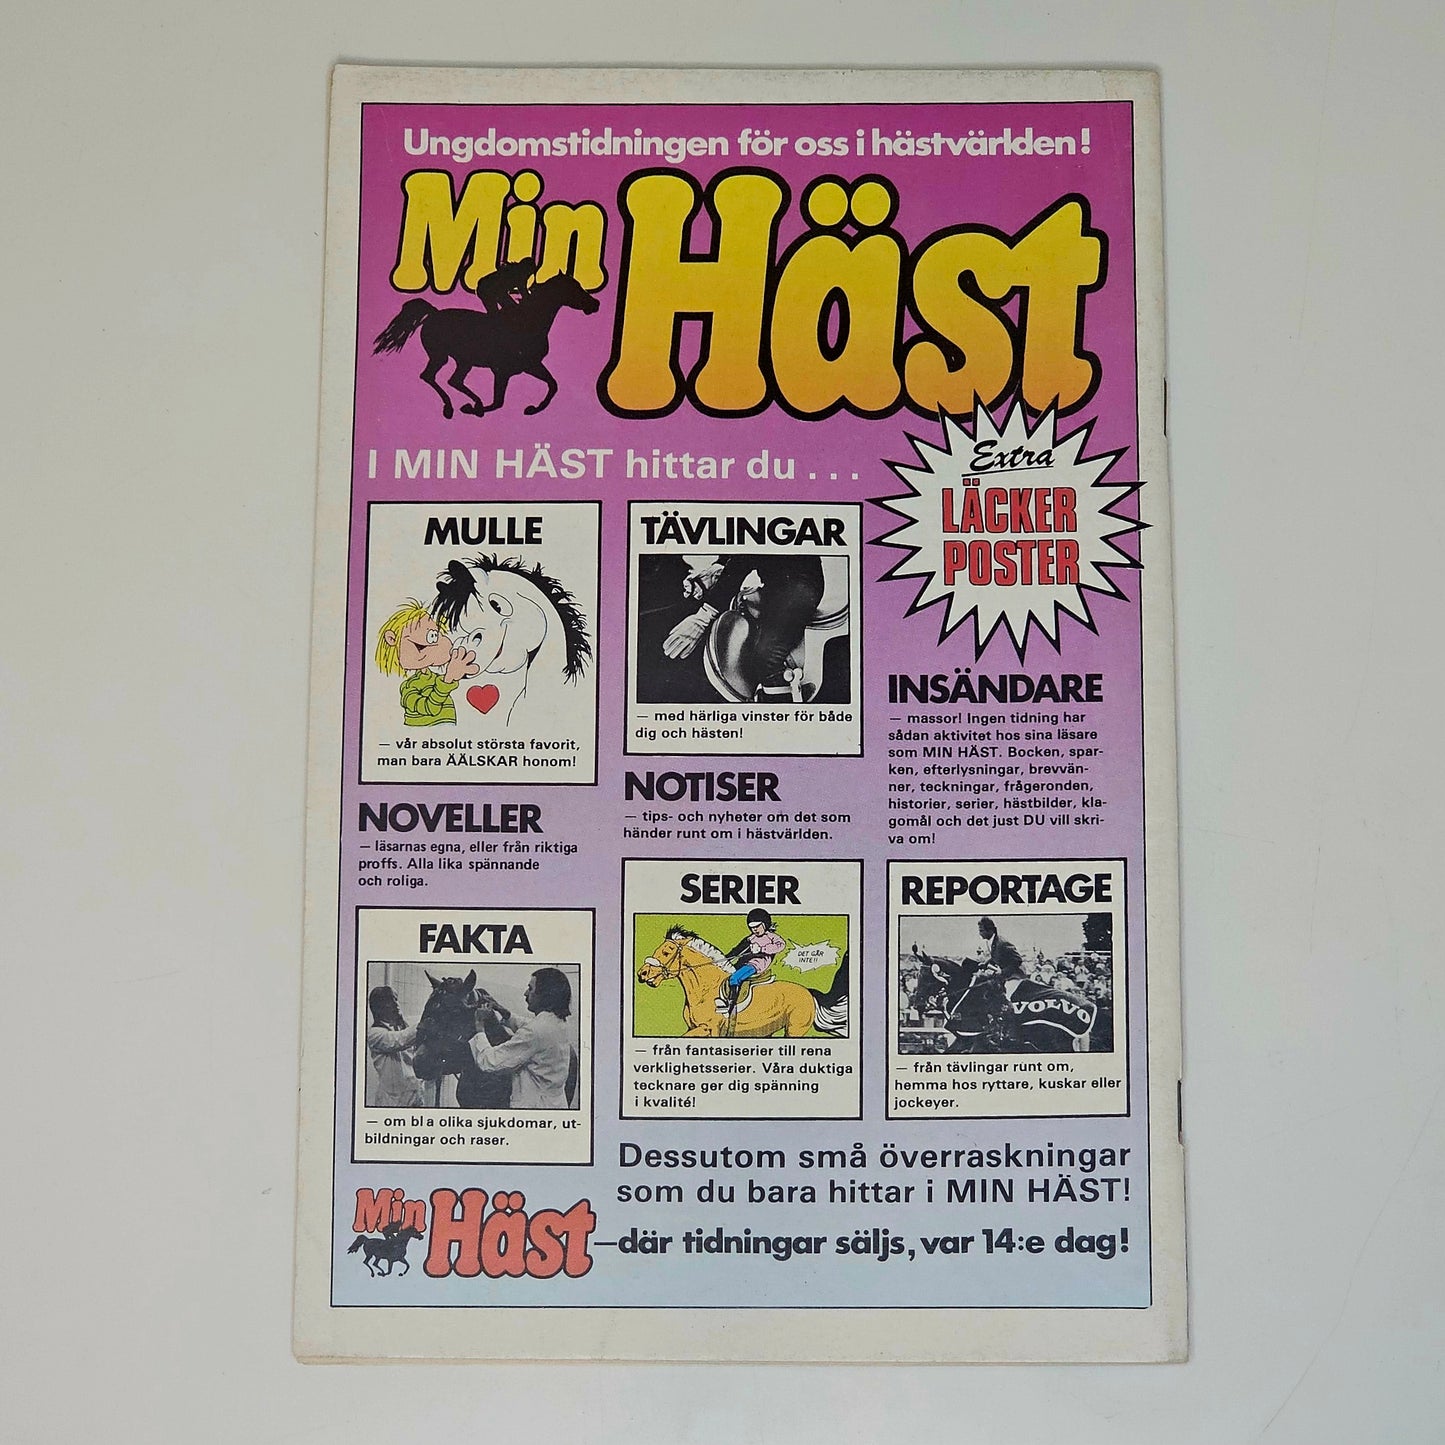 Ungdomstidningen för oss i hästvärlden!
Min Häst
I MIN HÄST hittar du . . .
Extra
LÄCKER
POSTER
MULLE
— vår absolut största favorit,
man bara ÄÄLSKAR honom!
NOVELLER
— läsarnas egna, eller från riktiga
proffs. Alla lika spännande
och roliga.
FAKTA
— om bla olika sjukdomar, ut-
bildningar och raser.
TÄVLINGAR
— med härliga vinster för både
dig och hästen!
NOTISER
— tips- och nyheter om det som
händer runt om i hästvärlden.
SERIER
DET GÅR
INTE!!
— från fantasiserier till rena
verklighetsserier. Våra duktiga
tecknare ger dig spänning
i kvalité!
INSÄNDARE
— massor! Ingen tidning har
sådan aktivitet hos sina läsare
som MIN HÄST. Bocken, spar-
ken, efterlysningar, brevvän-
ner, teckningar, frågeronden,
historier, serier, hästbilder, kla-
gomål och det just DU vill skri-
va om!
REPORTAGE
VOLVO
— från tävlingar runt om,
hemma hos ryttare, kuskar eller
jockeyer.
Dessutom små överraskningar
som du bara hittar i MIN HÄST!
Min Häst —där tidningar säljs, var 14:e dag!